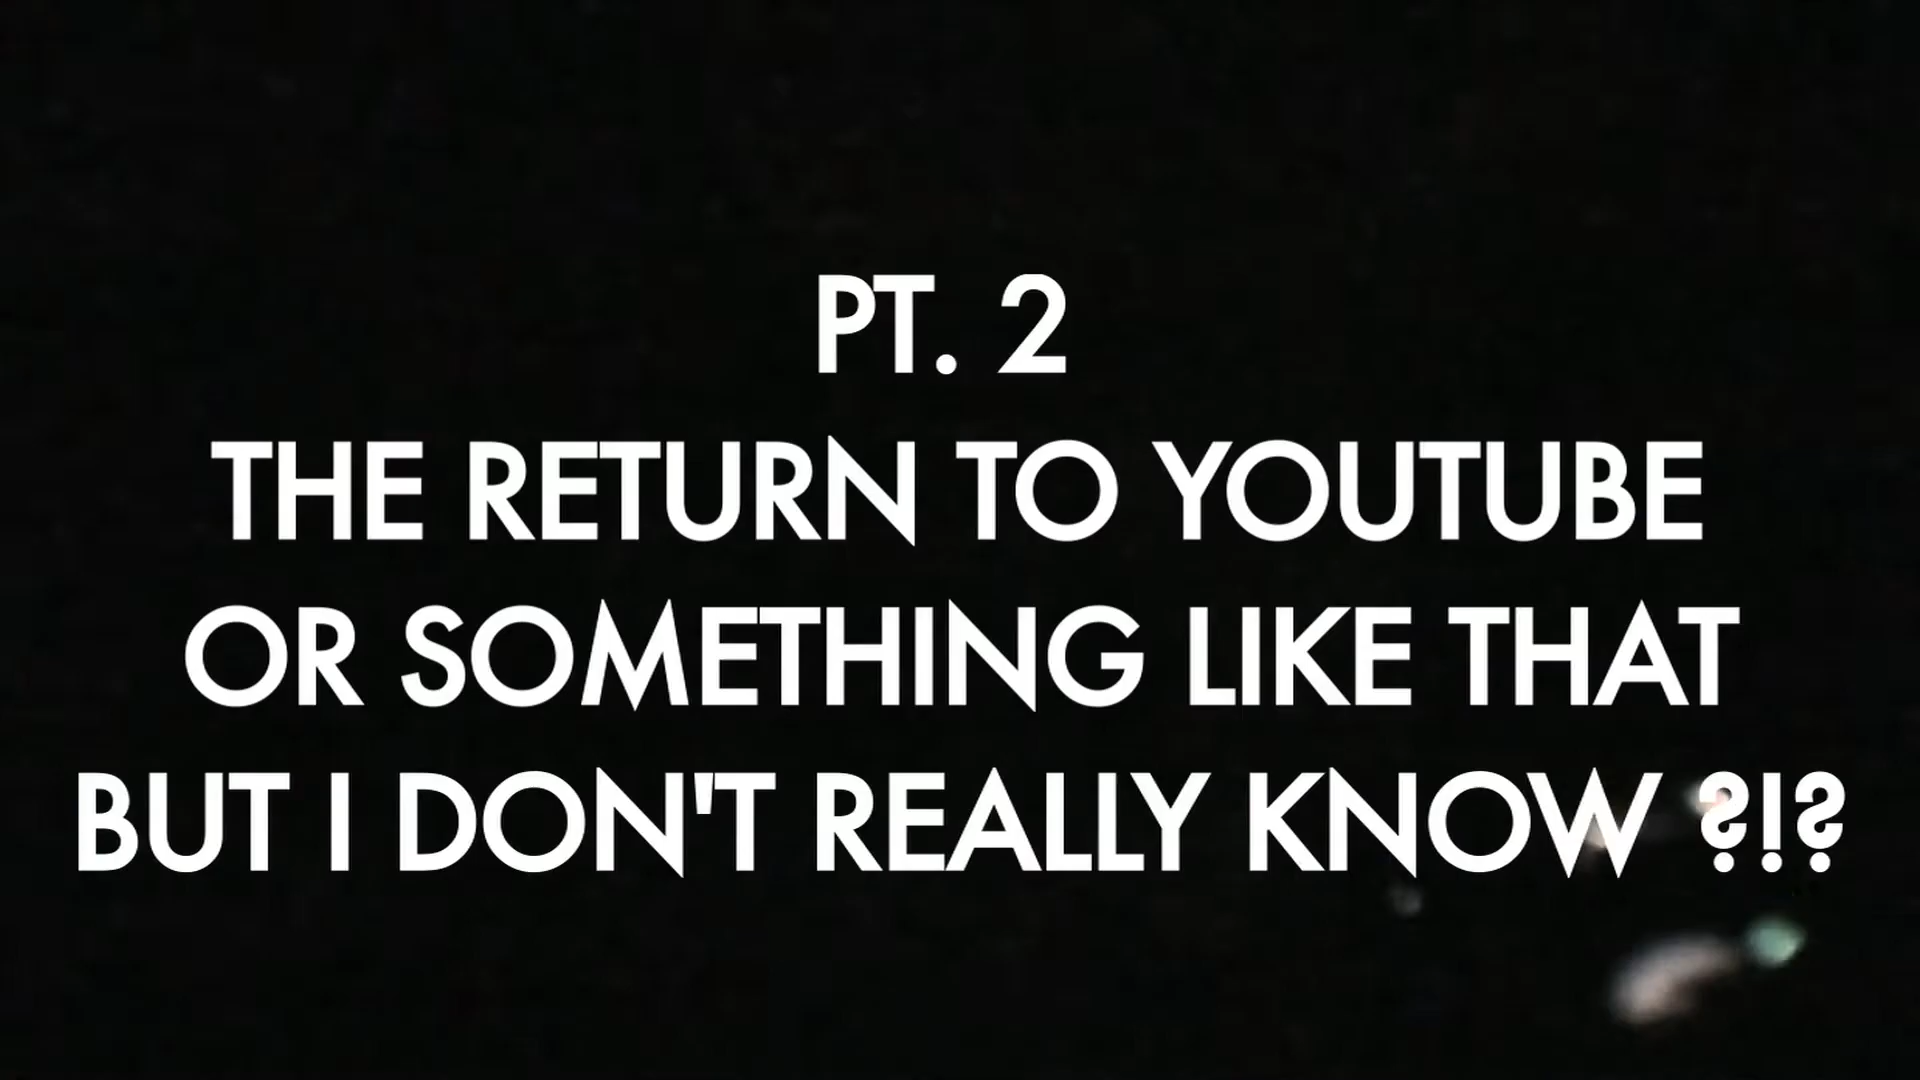 PT. 2
THE RETURN TO YOUTUBE
OR SOMETHING LIKE THAT
BUT I DON'T REALLY KNOW ?!?